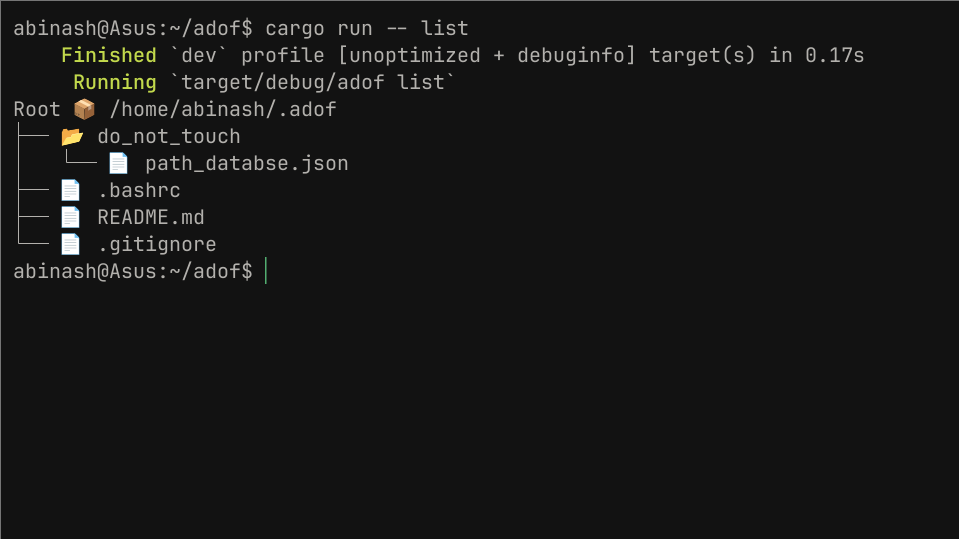 abinash@Asus:~/adof$ cargo run -- list
Finished `dev` profile [unoptimized + debuginfo] target(s) in 0.17s
Running `target/debug/adof list`
Root 📦 /home/abinash/.adof
├── 📂 do_not_touch
│   └── 📄 path_databse.json
├── 📄 .bashrc
├── 📄 README.md
└── 📄 .gitignore
abinash@Asus:~/adof$